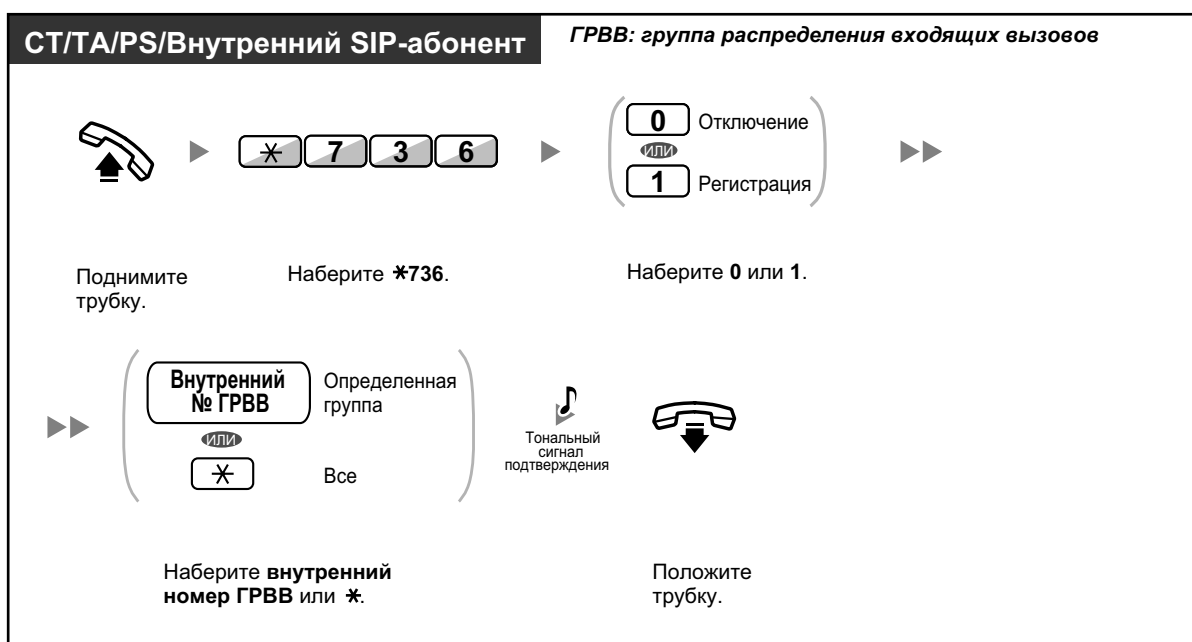 СТ/ТА/PS/Внутренний SIP-абонент
ГРВВ: группа распределения входящих вызовов
* 7 3 6
0 Отключение
ИЛИ
1 Регистрация
Поднимите
трубку.
Наберите *736.
Наберите 0 или 1.
Внутренний
№ ГРВВ
Определенная
группа
ИЛИ
* Все
Тональный
сигнал
подтверждения
Наберите внутренний
номер ГРВВ или *.
Положите
трубку.